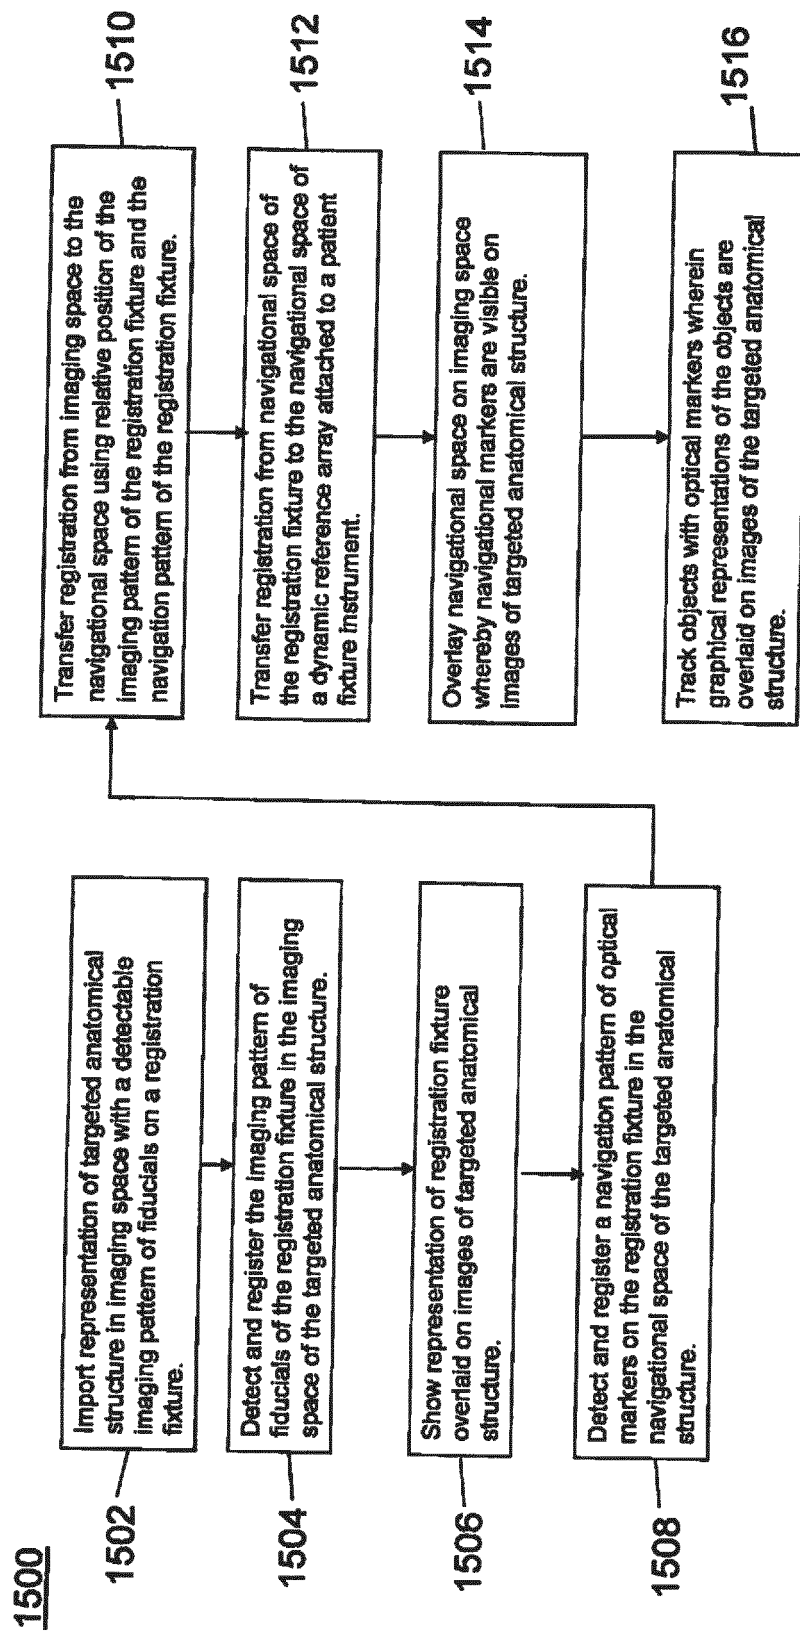 1500
1502
Import representation of targeted anatomical
structure in imaging space with a detectable
imaging pattern of fiducials on a registration
fixture.
1504
Detect and register the imaging pattern of
fiducials of the registration fixture in the imaging
space of the targeted anatomical structure.
1506
Show representation of registration fixture
overlaid on images of targeted anatomical
structure.
1508
Detect and register a navigation pattern of optical
markers on the registration fixture in the
navigational space of the targeted anatomical
structure.
1510
Transfer registration from imaging space to the
navigational space using relative position of the
imaging pattern of the registration fixture and the
navigation pattern of the registration fixture.
1512
Transfer registration from navigational space of
the registration fixture to the navigational space of
a dynamic reference array attached to a patient
fixture instrument.
1514
Overlay navigational space on imaging space
whereby navigational markers are visible on
images of targeted anatomical structure.
1516
Track objects with optical markers wherein
graphical representations of the objects are
overlaid on images of the targeted anatomical
structure.